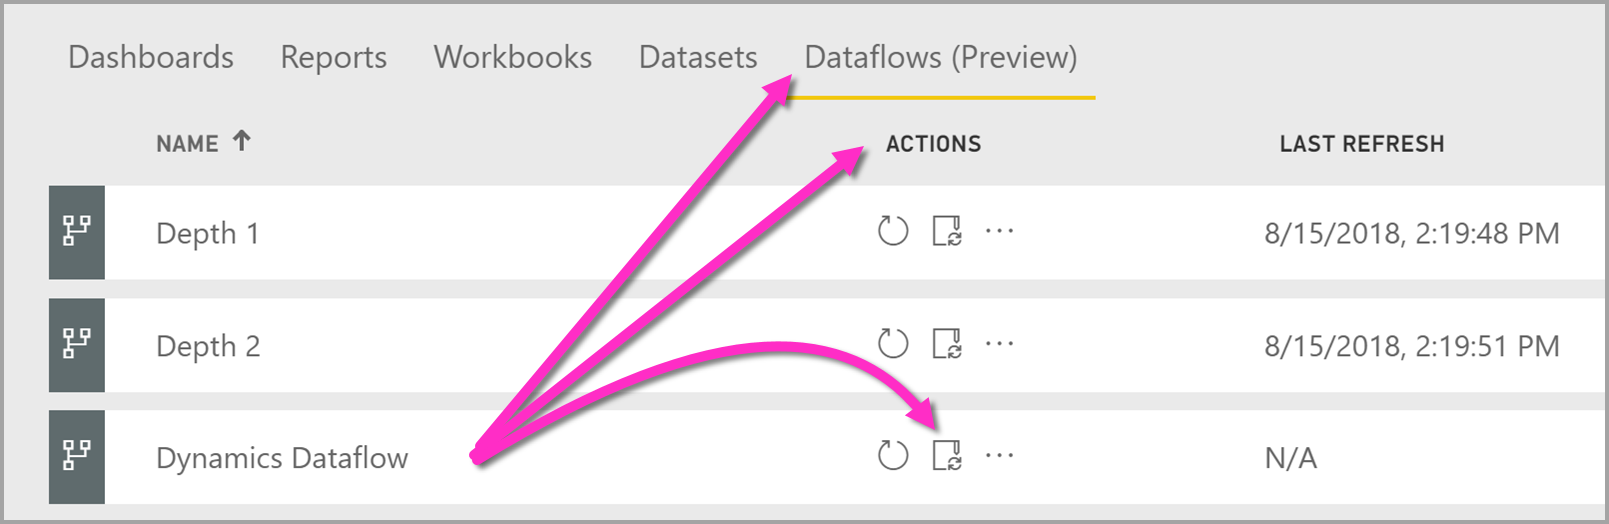 Dashboards Reports Workbooks Datasets Dataflows (Preview)
NAME ACTIONS LAST REFRESH
Depth 1 8/15/2018, 2:19:48 PM
Depth 2 8/15/2018, 2:19:51 PM
Dynamics Dataflow N/A